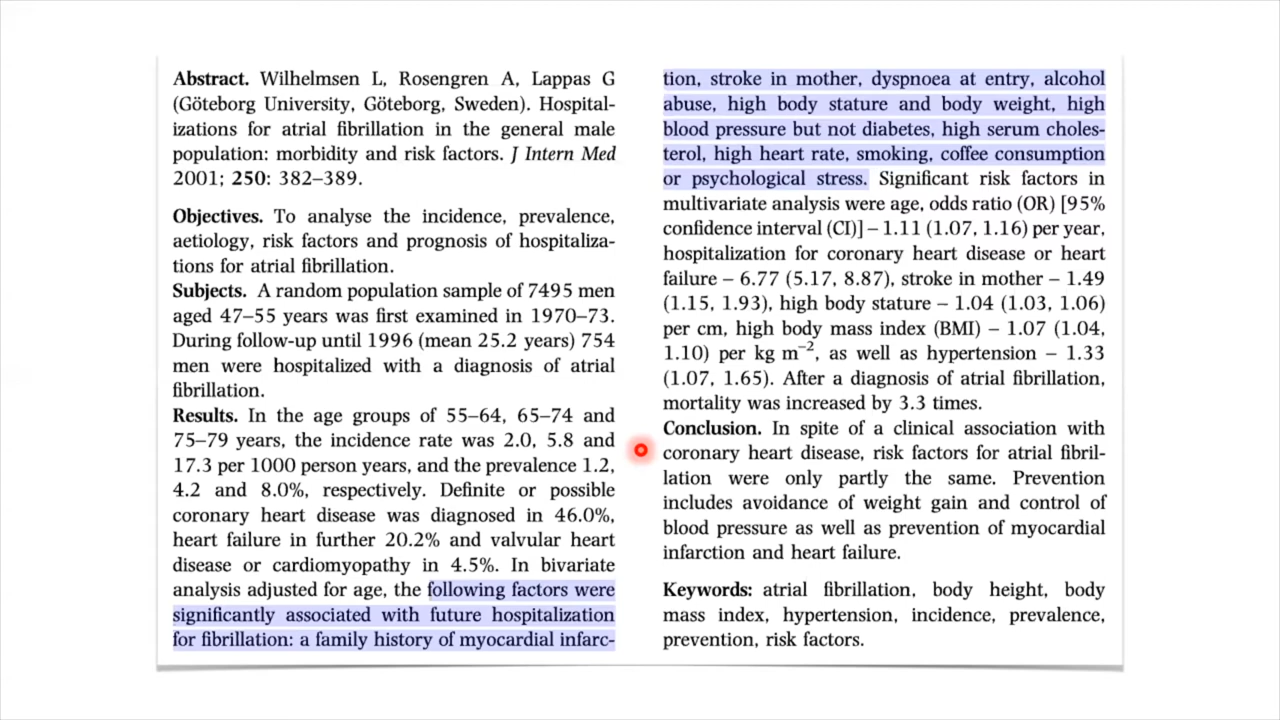 Abstract. Wilhelmsen L, Rosengren A, Lappas G
(Göteborg University, Göteborg, Sweden). Hospital-
izations for atrial fibrillation in the general male
population: morbidity and risk factors. J Intern Med
2001; 250: 382–389.
Objectives. To analyse the incidence, prevalence,
aetiology, risk factors and prognosis of hospitaliza-
tions for atrial fibrillation.
Subjects. A random population sample of 7495 men
aged 47–55 years was first examined in 1970–73.
During follow-up until 1996 (mean 25.2 years) 754
men were hospitalized with a diagnosis of atrial
fibrillation.
Results. In the age groups of 55–64, 65–74 and
75–79 years, the incidence rate was 2.0, 5.8 and
17.3 per 1000 person years, and the prevalence 1.2,
4.2 and 8.0%, respectively. Definite or possible
coronary heart disease was diagnosed in 46.0%,
heart failure in further 20.2% and valvular heart
disease or cardiomyopathy in 4.5%. In bivariate
analysis adjusted for age, the following factors were
significantly associated with future hospitalization
for fibrillation: a family history of myocardial infarc-
tion, stroke in mother, dyspnoea at entry, alcohol
abuse, high body stature and body weight, high
blood pressure but not diabetes, high serum choles-
terol, high heart rate, smoking, coffee consumption
or psychological stress. Significant risk factors in
multivariate analysis were age, odds ratio (OR) [95%
confidence interval (CI)] – 1.11 (1.07, 1.16) per year,
hospitalization for coronary heart disease or heart
failure – 6.77 (5.17, 8.87), stroke in mother – 1.49
(1.15, 1.93), high body stature – 1.04 (1.03, 1.06)
per cm, high body mass index (BMI) – 1.07 (1.04,
1.10) per kg m⁻², as well as hypertension – 1.33
(1.07, 1.65). After a diagnosis of atrial fibrillation,
mortality was increased by 3.3 times.
Conclusion. In spite of a clinical association with
coronary heart disease, risk factors for atrial fibril-
lation were only partly the same. Prevention
includes avoidance of weight gain and control of
blood pressure as well as prevention of myocardial
infarction and heart failure.
Keywords: atrial fibrillation, body height, body
mass index, hypertension, incidence, prevalence,
prevention, risk factors.